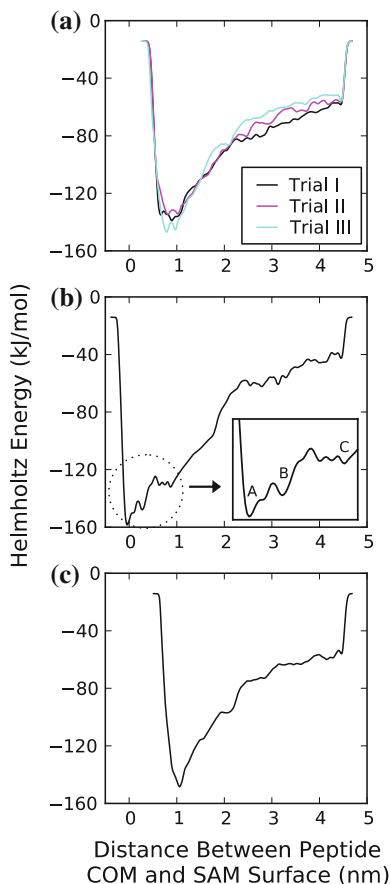 (a)
0
−40
−80
−120
−160
Trial I
Trial II
Trial III
0 1 2 3 4 5
(b)
0
−40
−80
−120
−160
A
B
C
0 1 2 3 4 5
(c)
0
−40
−80
−120
−160
0 1 2 3 4 5
Helmholtz Energy (kJ/mol)
Distance Between Peptide
COM and SAM Surface (nm)